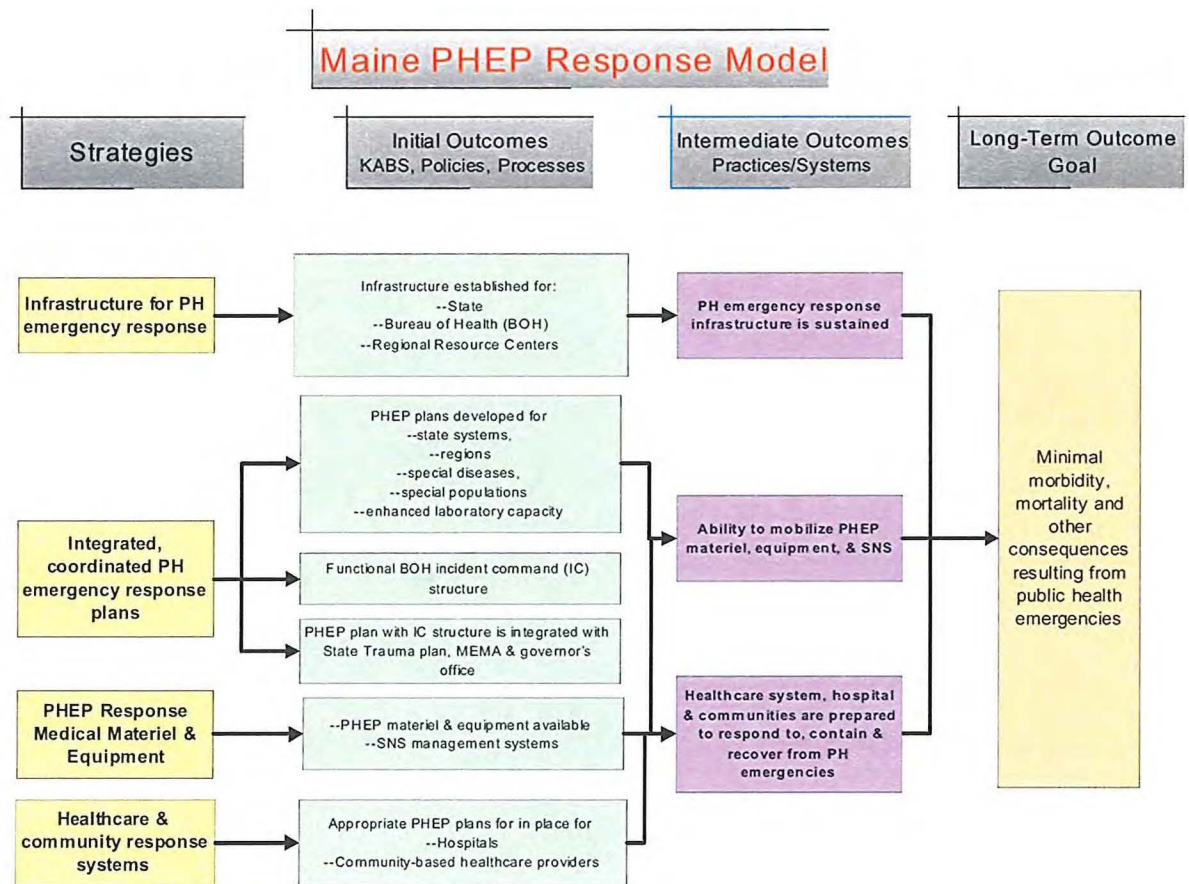 Maine PHEP Response Model
Strategies
Initial Outcomes
KABS, Policies, Processes
Intermediate Outcomes
Practices/Systems
Long-Term Outcome
Goal
Infrastructure for PH
emergency response
Infrastructure established for:
--State
--Bureau of Health (BOH)
--Regional Resource Centers
PH emergency response
infrastructure is sustained
Integrated,
coordinated PH
emergency response
plans
PHEP plans developed for
--state systems,
--regions
--special diseases,
--special populations
--enhanced laboratory capacity
Functional BOH incident command (IC)
structure
PHEP plan with IC structure is integrated with
State Trauma plan, MEMA & governor's
office
Ability to mobilize PHEP
materiel, equipment, & SNS
PHEP Response
Medical Materiel &
Equipment
--PHEP materiel & equipment available
--SNS management systems
Healthcare system, hospital
& communities are prepared
to respond to, contain &
recover from PH
emergencies
Healthcare &
community response
systems
Appropriate PHEP plans for in place for
--Hospitals
--Community-based healthcare providers
Minimal
morbidity,
mortality and
other
consequences
resulting from
public health
emergencies